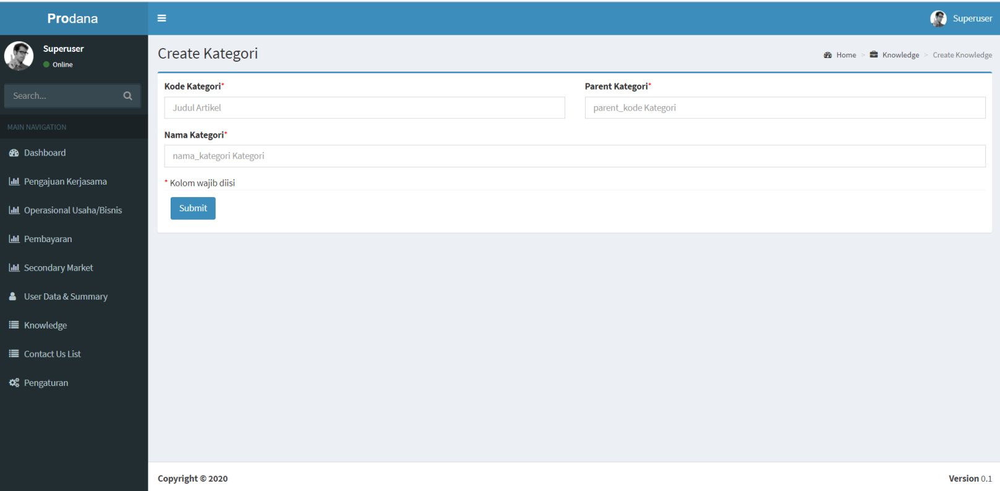 Prodana
Superuser
Superuser
Online
Create Kategori
Home > Knowledge > Create Knowledge
Search...
Kode Kategori*
Parent Kategori*
Judul Artikel
parent_kode Kategori
MAIN NAVIGATION
Nama Kategori*
nama_kategori Kategori
* Kolom wajib diisi
Submit
Dashboard
Pengajuan Kerjasama
Operasional Usaha/Bisnis
Pembayaran
Secondary Market
User Data & Summary
Knowledge
Contact Us List
Pengaturan
Copyright © 2020
Version 0.1